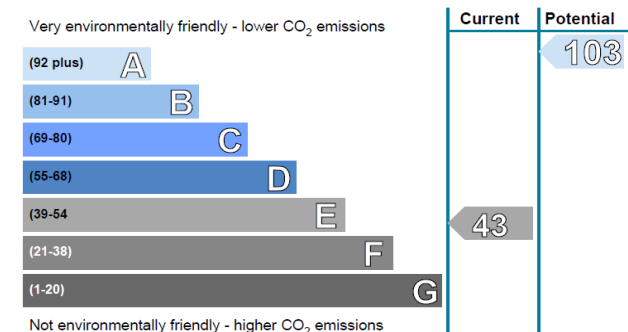 Very environmentally friendly - lower CO₂ emissions
Current
Potential
(92 plus) A
103
(81-91) B
(69-80) C
(55-68) D
(39-54 E
43
(21-38) F
(1-20) G
Not environmentally friendly - higher CO₂ emissions